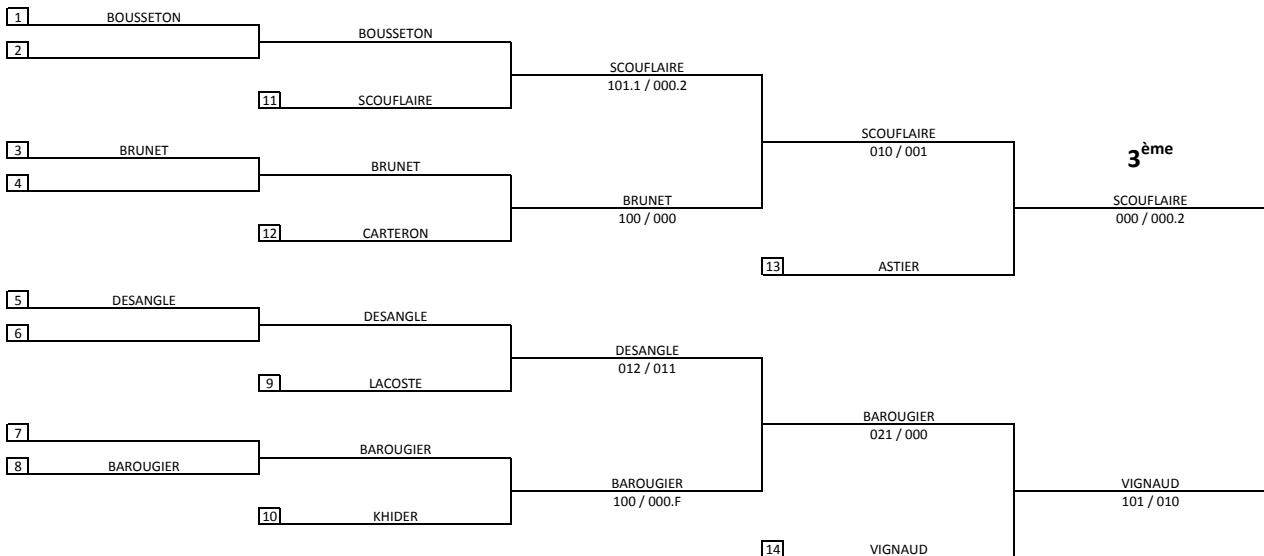 1 BOUSSETON
BOUSSETON
2
SCOUFLAIRE
101.1 / 000.2
11 SCOUFLAIRE
SCOUFLAIRE
010 / 001
3 BRUNET
3ème
BRUNET
4
BRUNET
100 / 000
SCOUFLAIRE
000 / 000.2
12 CARTERON
13 ASTIER
5 DESANGLE
DESANGLE
6
DESANGLE
012 / 011
9 LACOSTE
BAROUGIER
021 / 000
7
BAROUGIER
8 BAROUGIER
BAROUGIER
100 / 000.F
VIGNAUD
101 / 010
10 KHIDER
14 VIGNAUD